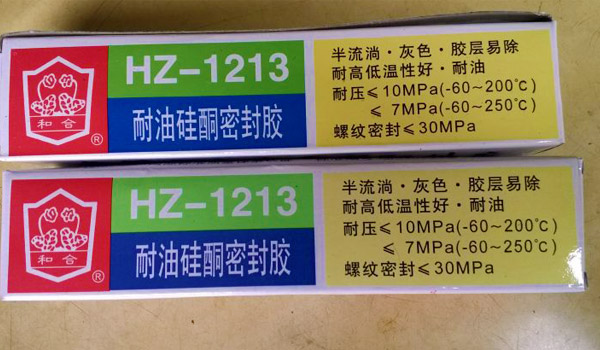 和合
®
HZ-1213
耐油硅酮密封胶
半流淌·灰色·胶层易除
耐高低温性好·耐油
耐压≤10MPa(-60~200℃)
≤ 7MPa(-60~250℃)
螺纹密封≤30MPa
和合
®
HZ-1213
耐油硅酮密封胶
半流淌·灰色·胶层易除
耐高低温性好·耐油
耐压≤10MPa(-60~200℃)
≤ 7MPa(-60~250℃)
螺纹密封≤30MPa